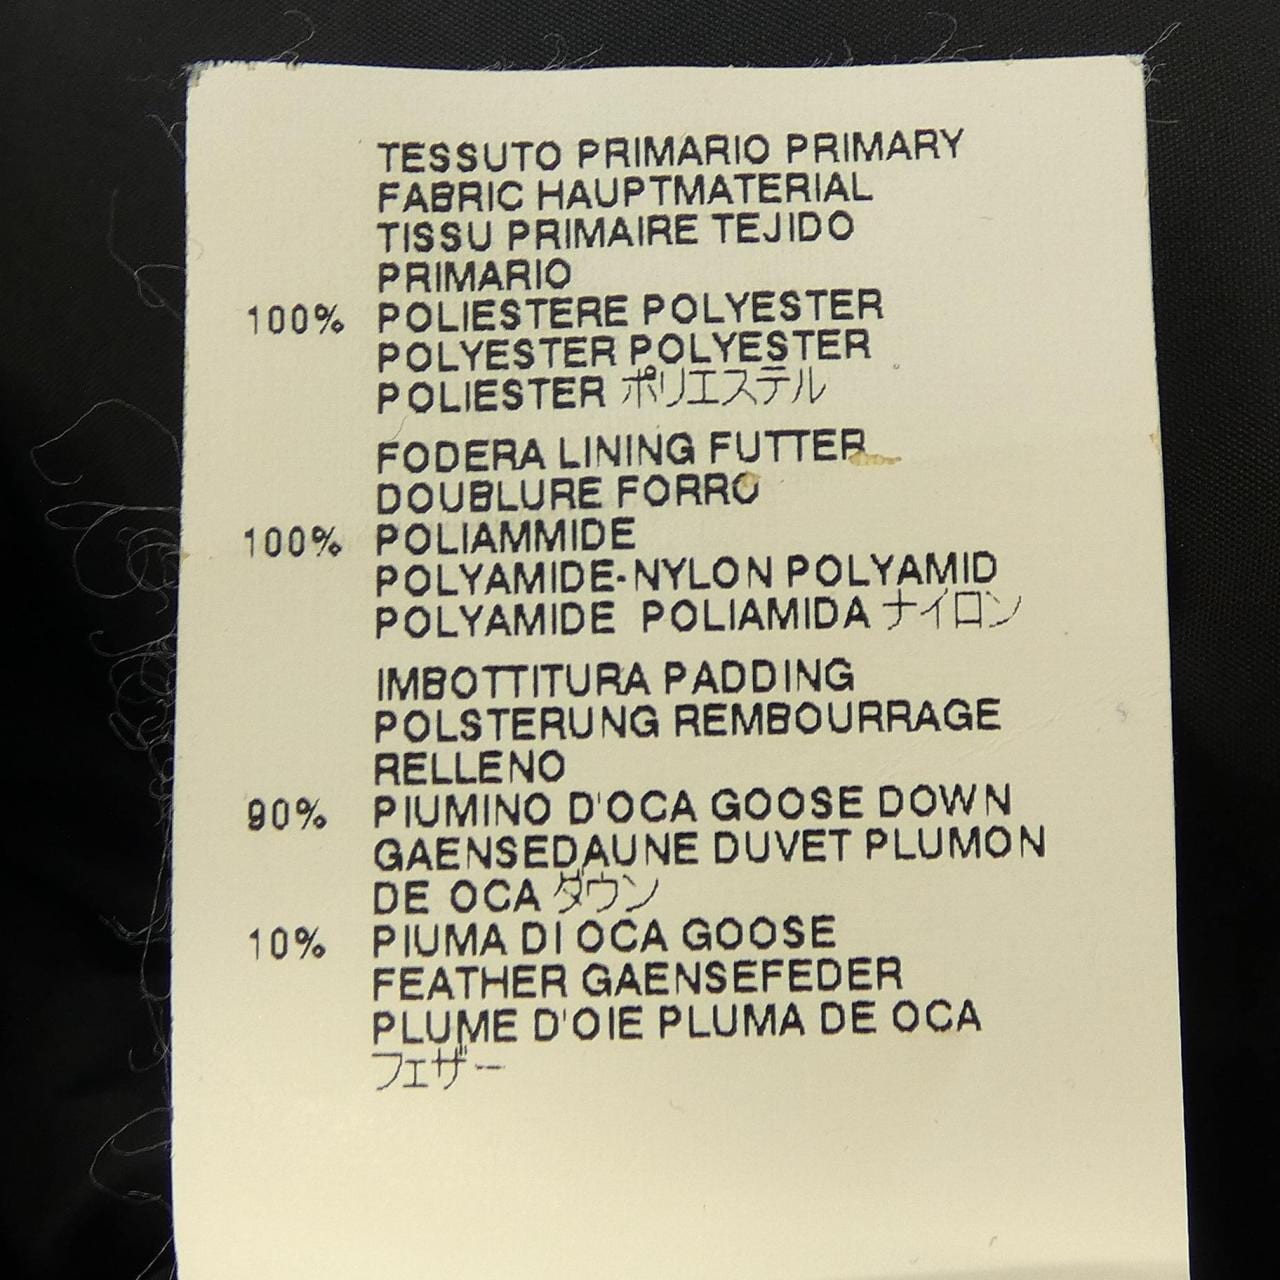 TESSUTO PRIMARIO PRIMARY
FABRIC HAUPTMATERIAL
TISSU PRIMAIRE TEJIDO
PRIMARIO
100% POLIESTERE POLYESTER
POLYESTER POLYESTER
POLIESTER ポリエステル
FODERA LINING FUTTER
DOUBLURE FORRO
100% POLIAMMIDE
POLYAMIDE-NYLON POLYAMID
POLYAMIDE POLIAMIDA ナイロン
IMBOTTITURA PADDING
POLSTERUNG REMBOURRAGE
RELLENO
90% PIUMINO D'OCA GOOSE DOWN
GAENSEDAUNE DUVET PLUMON
DE OCA ダウン
10% PIUMA DI OCA GOOSE
FEATHER GAENSEFEDER
PLUME D'OIE PLUMA DE OCA
フェザー